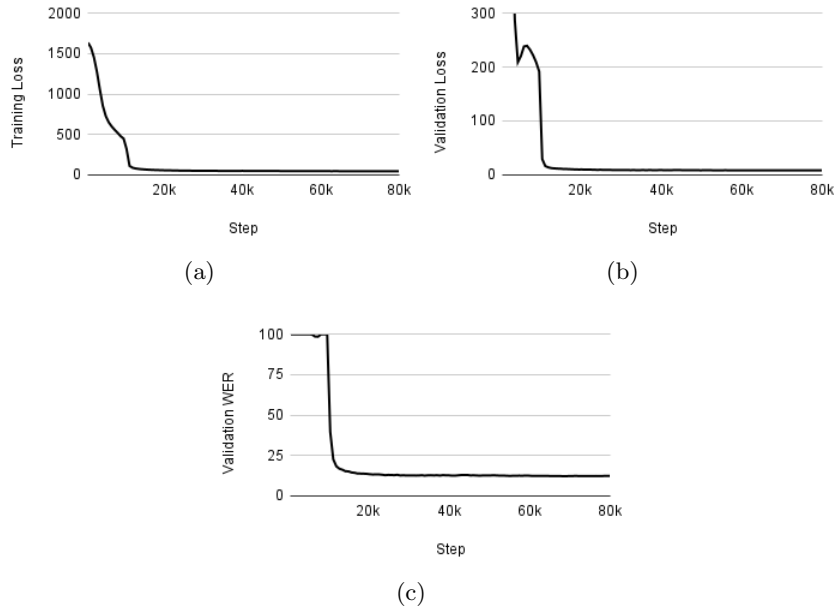 2000
1500
1000
500
0
Training Loss
20k 40k 60k 80k
Step
(a)
300
200
100
0
Validation Loss
20k 40k 60k 80k
Step
(b)
100
75
50
25
0
Validation WER
20k 40k 60k 80k
Step
(c)